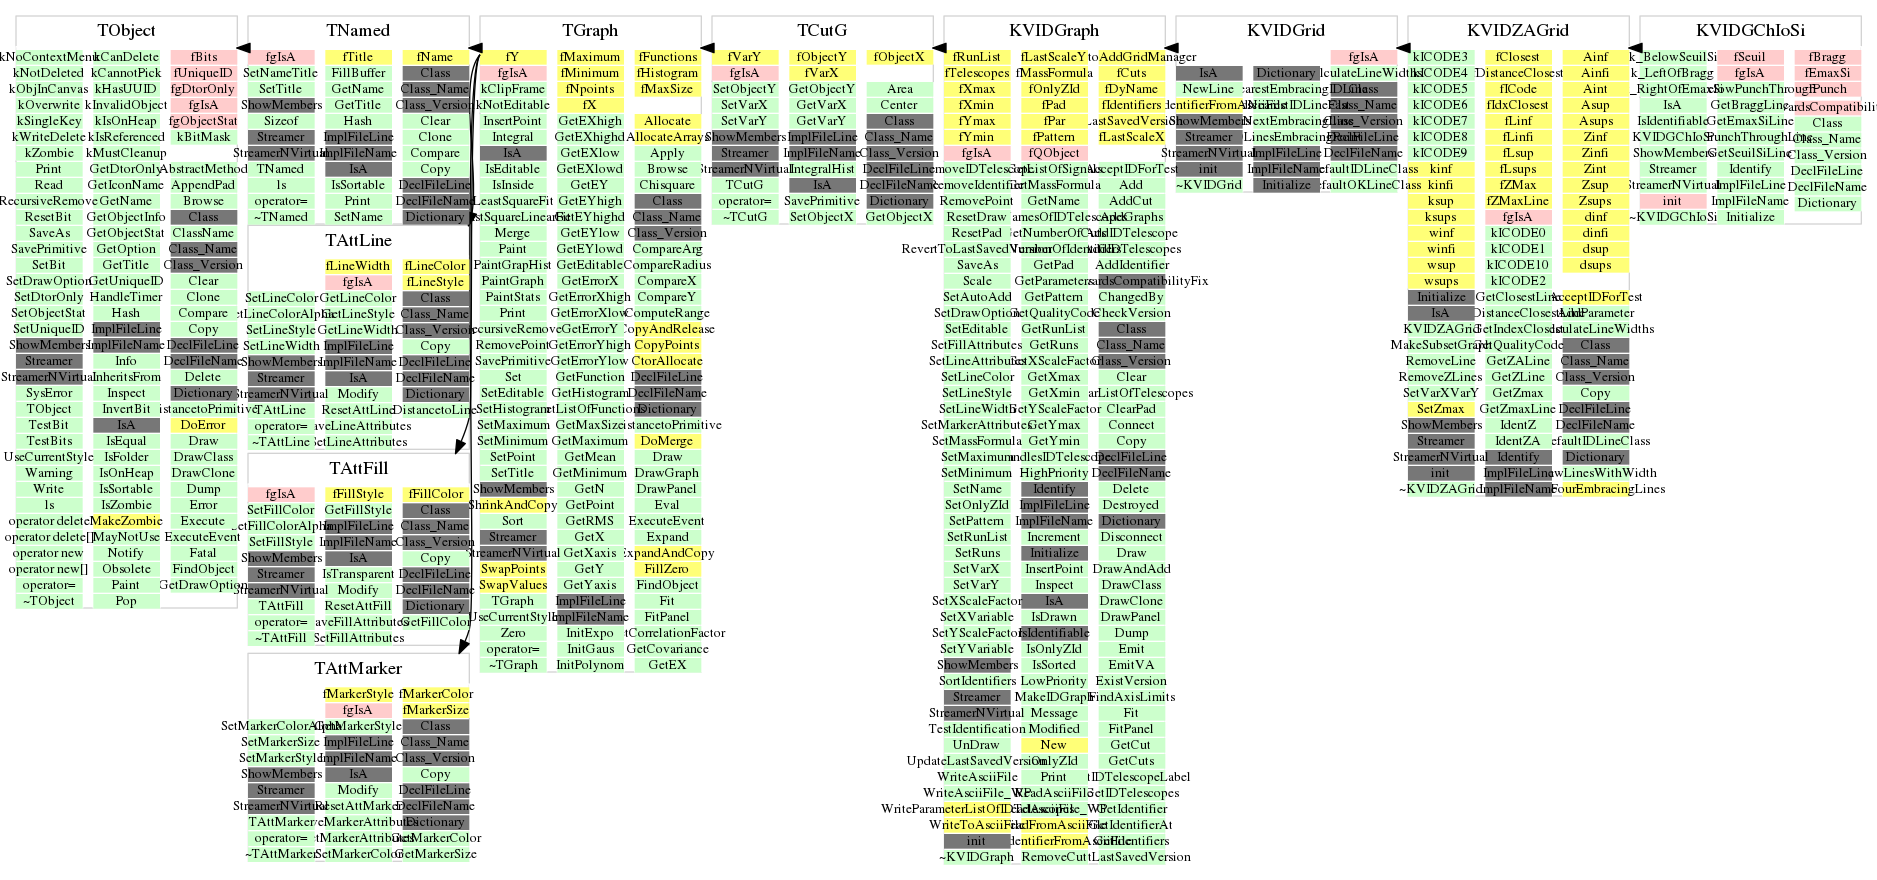 TObject
kNoContextMenu kCanDelete fBits
kNotDeleted kCannotPick fUniqueID
kObjInCanvas kHasUUID fgDtorOnly
kOverwrite kInvalidObject fgIsA
kSingleKey kIsOnHeap fgObjectStat
kWriteDelete kIsReferenced kBitMask
kZombie kMustCleanup
Print GetDtorOnly AbstractMethod
Read GetIconName AppendPad
RecursiveRemove GetName Browse
ResetBit GetObjectInfo Class
SaveAs GetObjectStat ClassName
SavePrimitive GetOption Class_Name
SetBit GetTitle Class_Version
SetDrawOption GetUniqueID Clear
SetDtorOnly HandleTimer Clone
SetObjectStat Hash Compare
SetUniqueID ImplFileLine Copy
ShowMembers ImplFileName DeclFileLine
Streamer Info DeclFileName
StreamerNVirtual InheritsFrom Delete
SysError Inspect Dictionary
TObject InvertBit DistancetoPrimitive
TestBit IsA DoError
TestBits IsEqual Draw
UseCurrentStyle IsFolder DrawClass
Warning IsOnHeap DrawClone
Write IsSortable Dump
ls IsZombie Error
operator delete MakeZombie Execute
operator delete[] MayNotUse ExecuteEvent
operator new Notify Fatal
operator new[] Obsolete FindObject
operator= Paint GetDrawOption
~TObject Pop
TNamed
fgIsA fTitle fName
SetNameTitle FillBuffer Class
SetTitle GetName Class_Name
ShowMembers GetTitle Class_Version
Sizeof Hash Clear
Streamer ImplFileLine Clone
StreamerNVirtual ImplFileName Compare
TNamed IsA Copy
ls IsSortable DeclFileLine
operator= Print DeclFileName
~TNamed SetName Dictionary
TAttLine
fLineWidth fLineColor
fgIsA fLineStyle
SetLineColor GetLineColor Class
SetLineColorAlpha GetLineStyle Class_Name
SetLineStyle GetLineWidth Class_Version
SetLineWidth ImplFileLine Copy
ShowMembers ImplFileName DeclFileLine
Streamer IsA DeclFileName
StreamerNVirtual Modify Dictionary
TAttLine ResetAttLine DistancetoLine
operator= SaveLineAttributes
~TAttLine SetLineAttributes
TAttFill
fgIsA fFillStyle fFillColor
SetFillColor GetFillStyle Class
SetFillColorAlpha ImplFileLine Class_Name
SetFillStyle ImplFileName Class_Version
ShowMembers IsA Copy
Streamer IsTransparent DeclFileLine
StreamerNVirtual Modify DeclFileName
TAttFill ResetAttFill Dictionary
operator= SaveFillAttributes GetFillColor
~TAttFill SetFillAttributes
TAttMarker
fMarkerStyle fMarkerColor
fgIsA fMarkerSize
SetMarkerColorAlpha GetMarkerStyle Class
SetMarkerSize ImplFileLine Class_Name
SetMarkerStyle ImplFileName Class_Version
ShowMembers IsA Copy
Streamer Modify DeclFileLine
StreamerNVirtual ResetAttMarker DeclFileName
TAttMarker SaveMarkerAttributes Dictionary
operator= SetMarkerAttributes GetMarkerColor
~TAttMarker SetMarkerColor GetMarkerSize
TGraph
fY fMaximum fFunctions
fgIsA fMinimum fHistogram
kClipFrame fNpoints fMaxSize
kNotEditable fX
InsertPoint GetEXhigh Allocate
Integral GetEXhighd AllocateArrays
IsA GetEXlow Apply
IsEditable GetEXlowd Browse
IsInside GetEY Chisquare
LeastSquareFit GetEYhigh Class
LeastSquareLinearFit GetEYhighd Class_Name
Merge GetEYlow Class_Version
Paint GetEYlowd CompareArg
PaintGrapHist GetEditable CompareRadius
PaintGraph GetErrorX CompareX
PaintStats GetErrorXhigh CompareY
Print GetErrorXlow ComputeRange
RecursiveRemove GetErrorY CopyAndRelease
RemovePoint GetErrorYhigh CopyPoints
SavePrimitive GetErrorYlow CtorAllocate
Set GetFunction DeclFileLine
SetEditable GetHistogram DeclFileName
SetHistogram GetListOfFunctions Dictionary
SetMaximum GetMaxSize DistancetoPrimitive
SetMinimum GetMaximum DoMerge
SetPoint GetMean Draw
SetTitle GetMinimum DrawGraph
ShowMembers GetN DrawPanel
ShrinkAndCopy GetPoint Eval
Sort GetRMS ExecuteEvent
Streamer GetX Expand
StreamerNVirtual GetXaxis ExpandAndCopy
SwapPoints GetY FillZero
SwapValues GetYaxis FindObject
TGraph ImplFileLine Fit
UseCurrentStyle ImplFileName FitPanel
Zero InitExpo GetCorrelationFactor
operator= InitGaus GetCovariance
~TGraph InitPolynom GetEX
TCutG
fVarY fObjectY fObjectX
fgIsA fVarX
SetObjectY GetObjectY Area
SetVarX GetVarX Center
SetVarY GetVarY Class
ShowMembers ImplFileLine Class_Name
Streamer ImplFileName Class_Version
StreamerNVirtual IntegralHist DeclFileLine
TCutG IsA DeclFileName
operator= SavePrimitive Dictionary
~TCutG SetObjectX GetObjectX
KVIDGraph
fRunList fLastScaleY AutoAddGridManager
fTelescopes fMassFormula fCuts
fXmax fOnlyZId fDyName
fXmin fPad fIdentifiers
fYmax fPar fLastSavedVersion
fYmin fPattern fLastScaleX
fgIsA fQObject
RemoveIDTelescopes GetListOfSignals AcceptIDForTest
RemoveIdentifier GetMassFormula Add
RemovePoint GetName AddCut
ResetDraw GetNamesOfIDTelescopes AddGraphs
ResetPad GetNumberOfCuts AddIDTelescope
RevertToLastSavedVersion GetNumberOfIdentifiers AddIDTelescopes
SaveAs GetPad AddIdentifier
Scale GetParameters BackwardsCompatibilityFix
SetAutoAdd GetPattern ChangedBy
SetDrawOption GetQualityCode CheckVersion
SetEditable GetRunList Class
SetFillAttributes GetRuns Class_Name
SetLineAttributes GetXScaleFactor Class_Version
SetLineColor GetXmax Clear
SetLineStyle GetXmin ClearListOfTelescopes
SetLineWidth GetYScaleFactor ClearPad
SetMarkerAttributes GetYmax Connect
SetMassFormula GetYmin Copy
SetMaximum HandlesIDTelescope DeclFileLine
SetMinimum HighPriority DeclFileName
SetName Identify Delete
SetOnlyZId ImplFileLine Destroyed
SetPattern ImplFileName Dictionary
SetRunList Increment Disconnect
SetRuns Initialize Draw
SetVarX InsertPoint DrawAndAdd
SetVarY Inspect DrawClass
SetXScaleFactor IsA DrawClone
SetXVariable IsDrawn DrawPanel
SetYScaleFactor IsIdentifiable Dump
SetYVariable IsOnlyZId Emit
ShowMembers IsSorted EmitVA
SortIdentifiers LowPriority ExistVersion
Streamer MakeIDGraph FindAxisLimits
StreamerNVirtual Message Fit
TestIdentification Modified FitPanel
UnDraw New GetCut
UpdateLastSavedVersion OnlyZId GetCuts
WriteAsciiFile Print GetIDTelescopeLabel
WriteAsciiFile_WP ReadAsciiFile GetIDTelescopes
WriteParameterListOfIDTelescopes ReadAsciiFile_WP GetIdentifier
WriteToAsciiFile ReadFromAsciiFile GetIdentifierAt
init ReadIdentifierFromAsciiFile GetIdentifiers
~KVIDGraph RemoveCut GetLastSavedVersion
KVIDGrid
fgIsA
IsA Dictionary CalculateLineWidths
NewLine Class
Class_Name
ShowMembers Class_Version
Streamer DeclFileLine
StreamerNVirtual ImplFileLine DeclFileName
init ImplFileName DefaultIDLineClass
~KVIDGrid Initialize DefaultOKLineClass
KVIDZAGrid
kICODE3 fClosest Ainf
kICODE4 fDistanceClosest Ainfi
kICODE5 fICode Aint
kICODE6 fIdxClosest Asup
kICODE7 fLinf Asups
kICODE8 fLinfi Zinf
kICODE9 fLsup Zinfi
kinf fLsups Zint
kinfi fZMax Zsup
ksup fZMaxLine Zsups
ksups fgIsA dinf
winf kICODE0 dinfi
winfi kICODE1 dsup
wsup kICODE10 dsups
wsups kICODE2
Initialize GetClosestLine AcceptIDForTest
IsA GetDistanceClosestLine AddParameter
KVIDZAGrid GetIndexClosest CalculateLineWidths
MakeSubsetGraph GetQualityCode Class
RemoveLine GetZALine Class_Name
RemoveZLines GetZLine Class_Version
SetVarXVarY GetZmax Copy
SetZmax GetZmaxLine DeclFileLine
ShowMembers IdentZ DeclFileName
Streamer IdentZA DefaultIDLineClass
StreamerNVirtual Identify Dictionary
init ImplFileLine DrawLinesWithWidth
~KVIDZAGrid ImplFileName FindFourEmbracingLines
KVIDGChIoSi
k_BelowSeuilSi fSeuil fBragg
k_LeftOfBragg fgIsA fEmaxSi
k_RightOfEmaxSi BelowPunchThrough fPunch
IsA GetBraggLine BackwardsCompatibilityFix
IsIdentifiable GetEmaxSiLine Class
KVIDGChIoSi GetPunchThroughLine Class_Name
ShowMembers GetSeuilSiLine Class_Version
Streamer Identify DeclFileLine
StreamerNVirtual ImplFileLine DeclFileName
init ImplFileName Dictionary
~KVIDGChIoSi Initialize